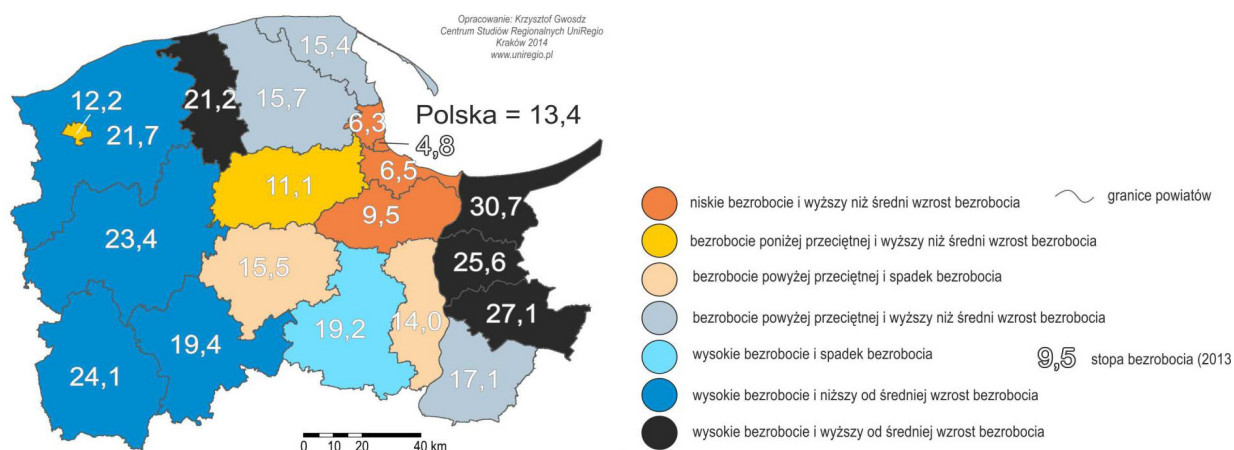 Opracowanie: Krzysztof Gwosdz
Centrum Studiów Regionalnych UniRegio
Kraków 2014
www.uniregio.pl
15,4
12,2
21,2
15,7
Polska = 13,4
21,7
6,3
4,8
6,5
11,1
9,5
30,7
23,4
25,6
15,5
27,1
19,2
14,0
19,4
24,1
17,1
0 10 20 40 km
niskie bezrobocie i wyższy niż średni wzrost bezrobocia
granice powiatów
bezrobocie poniżej przeciętnej i wyższy niż średni wzrost bezrobocia
bezrobocie powyżej przeciętnej i spadek bezrobocia
bezrobocie powyżej przeciętnej i wyższy niż średni wzrost bezrobocia
wysokie bezrobocie i spadek bezrobocia
9,5 stopa bezrobocia (2013
wysokie bezrobocie i niższy od średniej wzrost bezrobocia
wysokie bezrobocie i wyższy od średniej wzrost bezrobocia